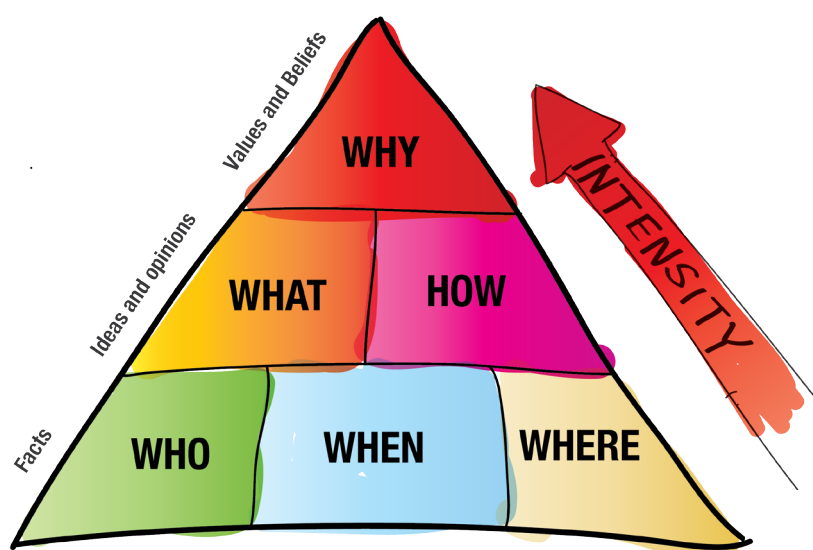 Values and Beliefs
WHY
INTENSITY
Ideas and opinions
WHAT
HOW
Facts
WHO
WHEN
WHERE